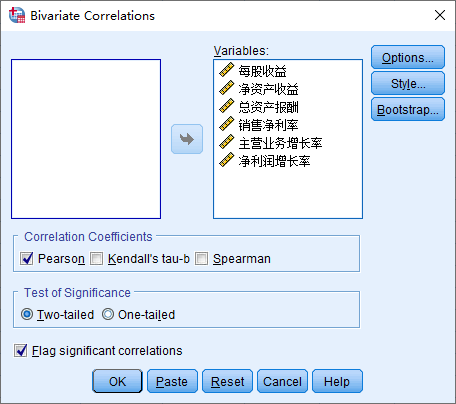 Bivariate Correlations
Variables:
每股收益
净资产收益
总资产报酬
销售净利率
主营业务增长率
净利润增长率
Options...
Style...
Bootstrap...
Correlation Coefficients
Pearson Kendall's tau-b Spearman
Test of Significance
Two-tailed One-tailed
Flag significant correlations
OK Paste Reset Cancel Help